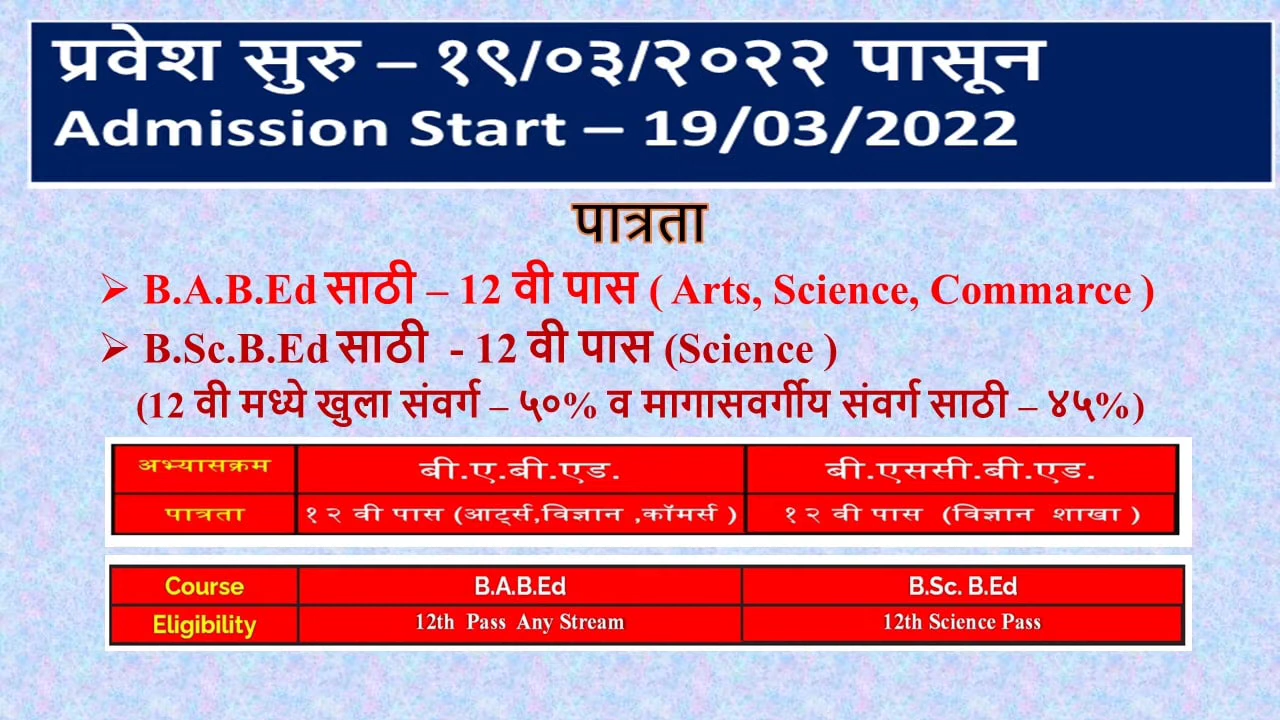 प्रवेश सुरु – १९/०३/२०२२ पासून
Admission Start – 19/03/2022
पात्रता
➢ B.A.B.Ed साठी – 12 वी पास ( Arts, Science, Commarce )
➢ B.Sc.B.Ed साठी - 12 वी पास (Science )
(12 वी मध्ये खुला संवर्ग – ५०% व मागासवर्गीय संवर्ग साठी – ४५%)
अभ्यासक्रम बी.ए.बी.एड. बी.एससी.बी.एड.
पात्रता १२ वी पास (आर्ट्स,विज्ञान ,कॉमर्स ) १२ वी पास (विज्ञान शाखा )
Course B.A.B.Ed B.Sc. B.Ed
Eligibility 12th Pass Any Stream 12th Science Pass